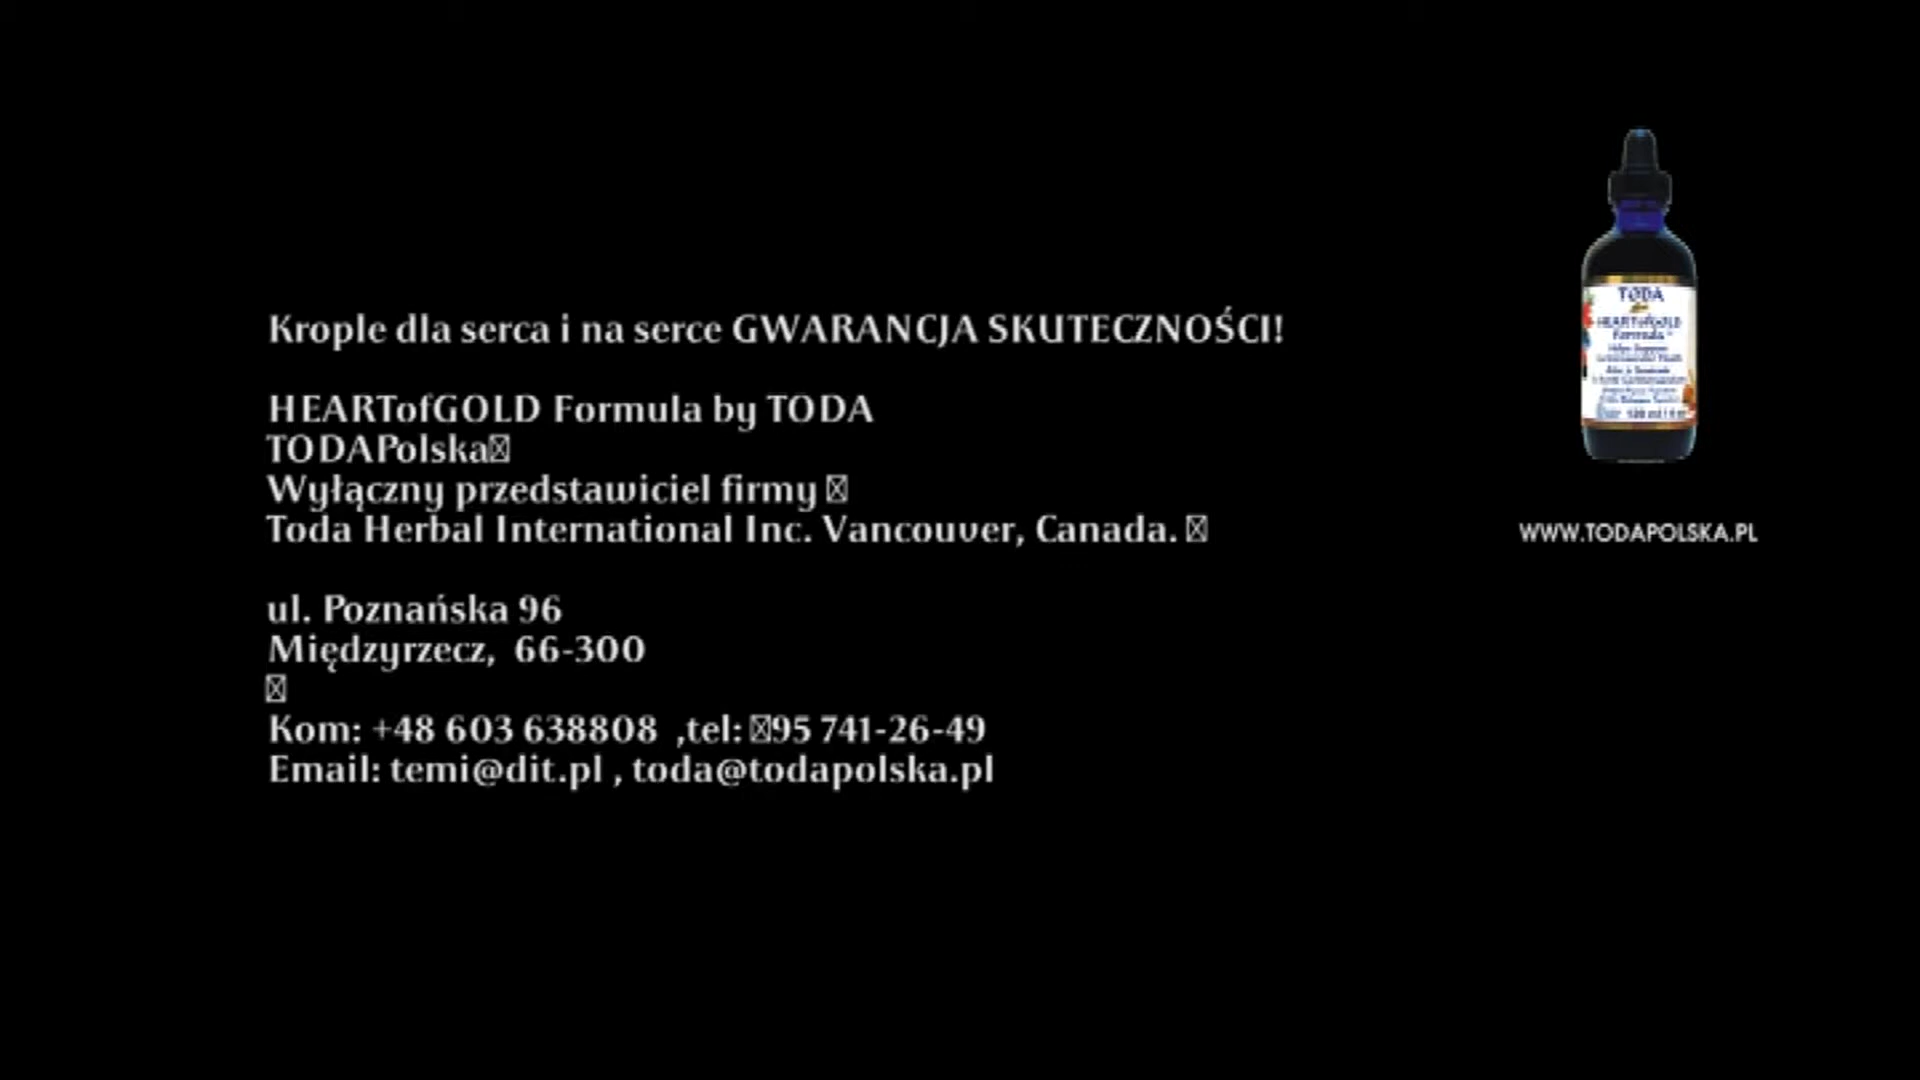 Krople dla serca i na serce GWARANCJA SKUTECZNOŚCI!
HEARTofGOLD Formula by TODA
TODAPolska
Wyłączny przedstawiciel firmy
Toda Herbal International Inc. Vancouver, Canada.
ul. Poznańska 96
Międzyrzecz, 66-300
Kom: +48 603 638808 ,tel: 95 741-26-49
Email: temi@dit.pl , toda@todapolska.pl
TODA
HEARTofGOLD
Formula
WWW.TODAPOLSKA.PL